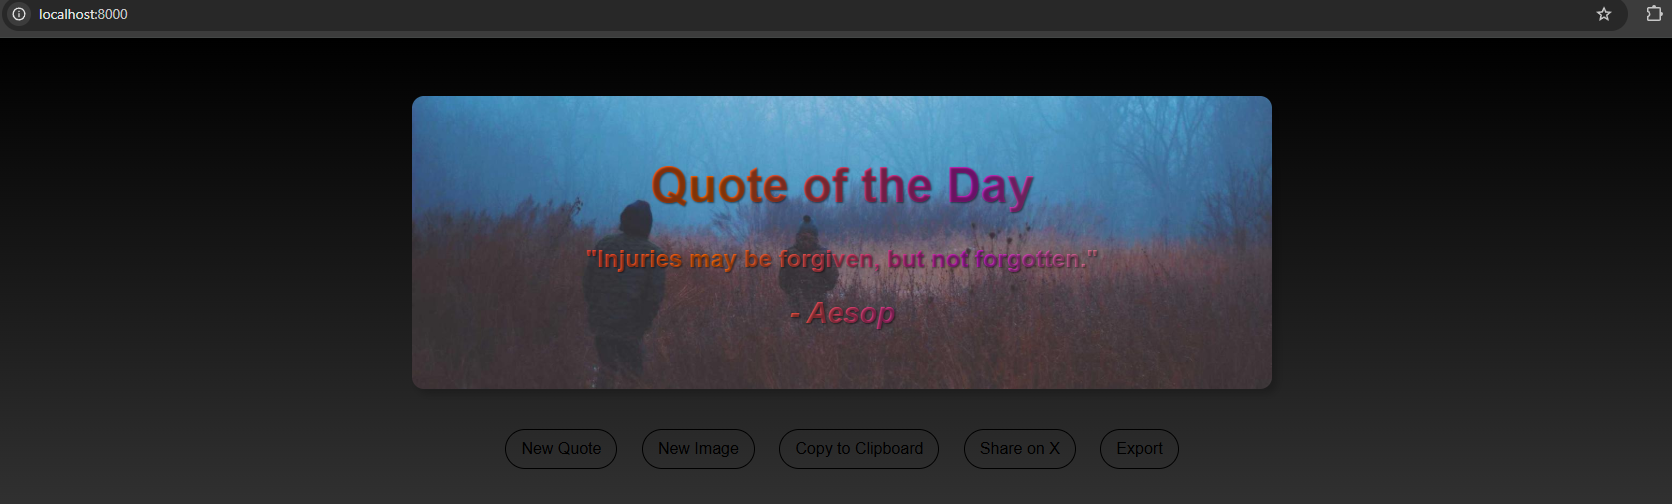 localhost:8000
Quote of the Day
"Injuries may be forgiven, but not forgotten."
- Aesop
New Quote
New Image
Copy to Clipboard
Share on X
Export